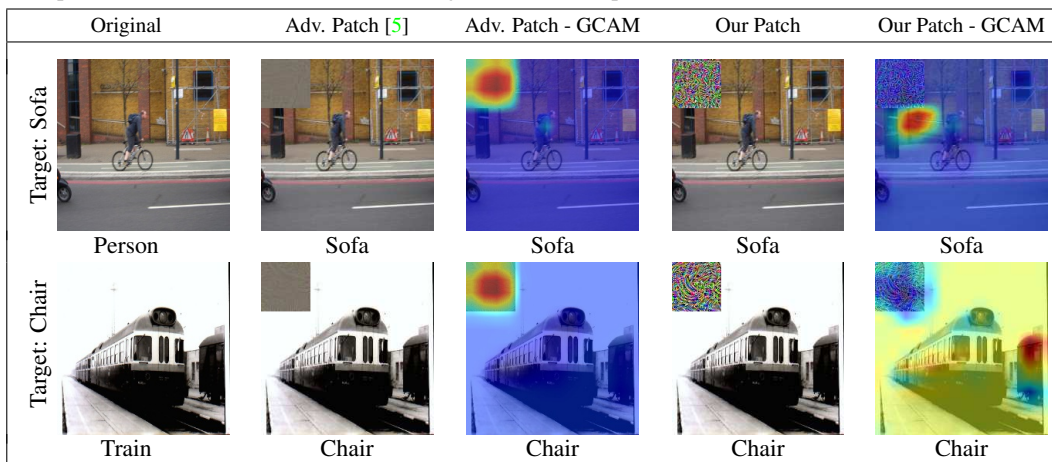 Original Adv. Patch [5] Adv. Patch - GCAM Our Patch Our Patch - GCAM
Target: Sofa
Person Sofa Sofa Sofa Sofa
Target: Chair
Train Chair Chair Chair Chair